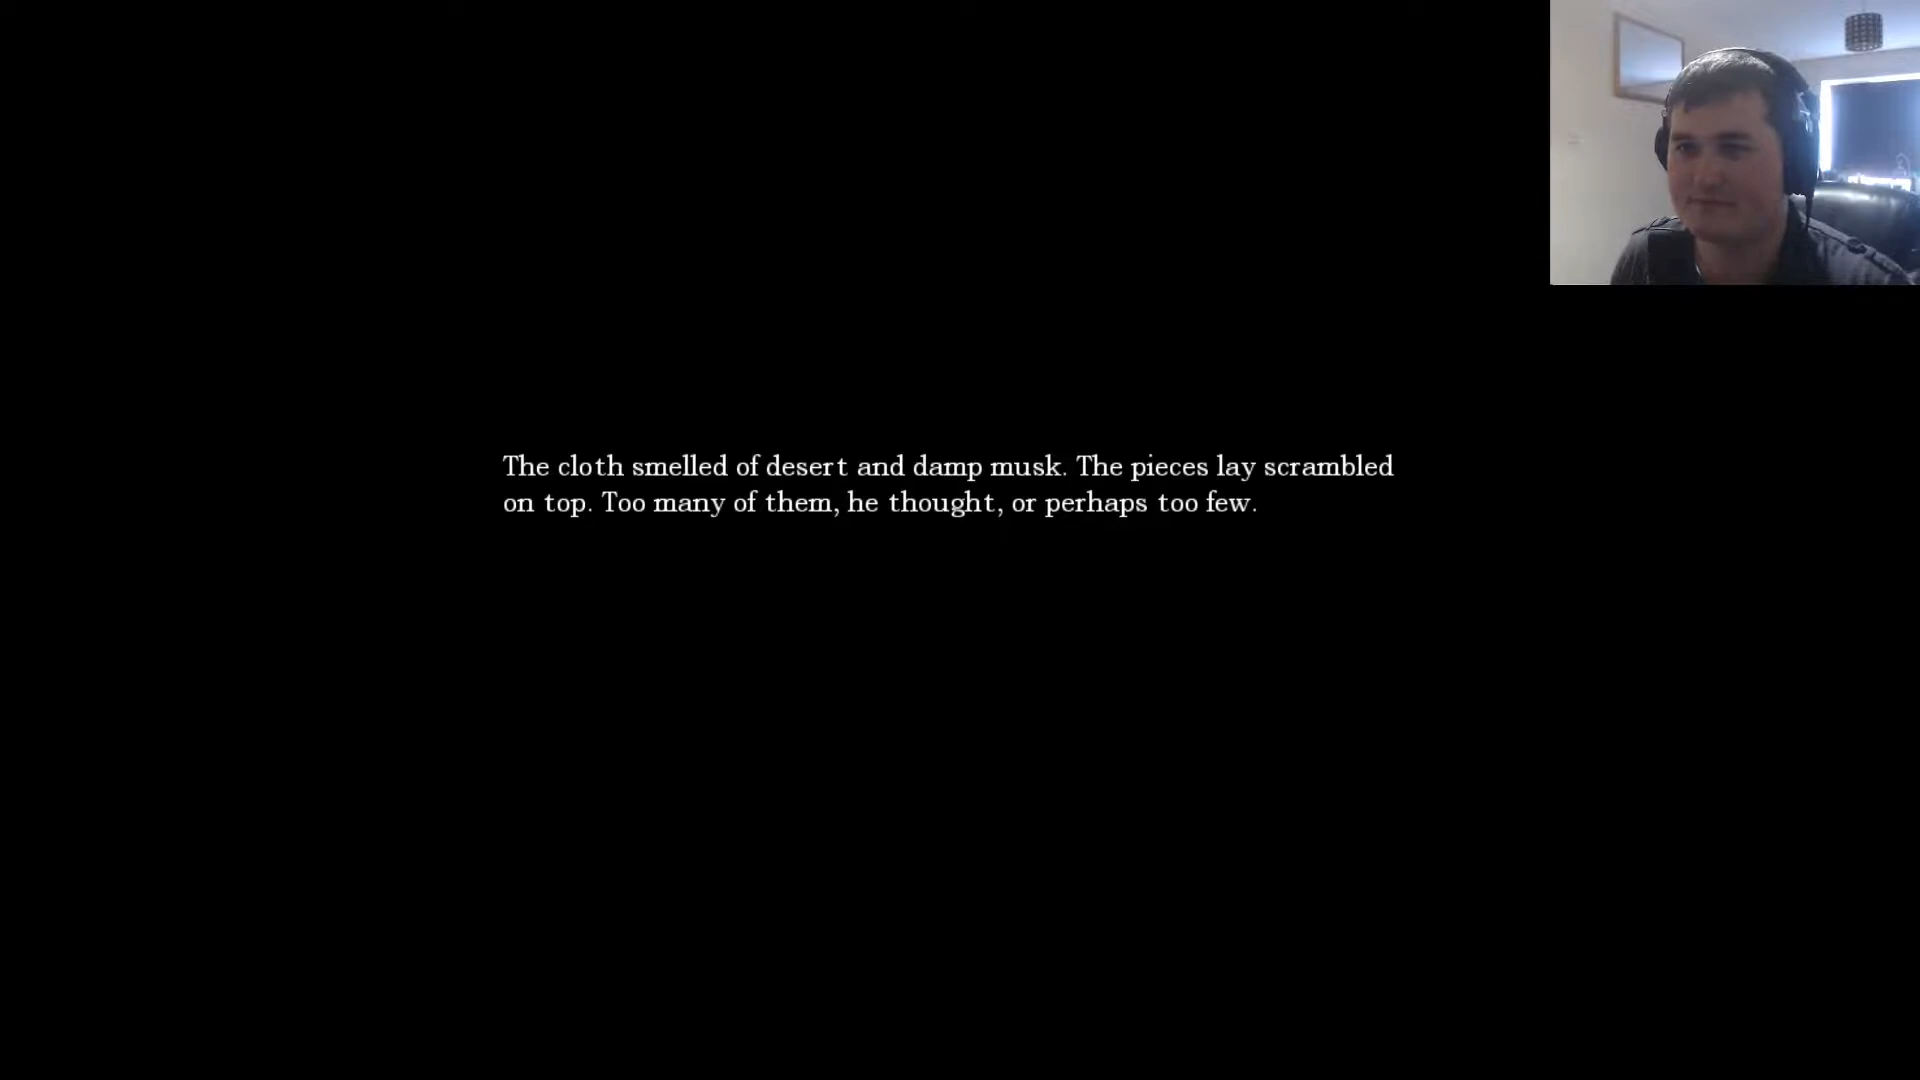 The cloth smelled of desert and damp musk. The pieces lay scrambled
on top. Too many of them, he thought, or perhaps too few.